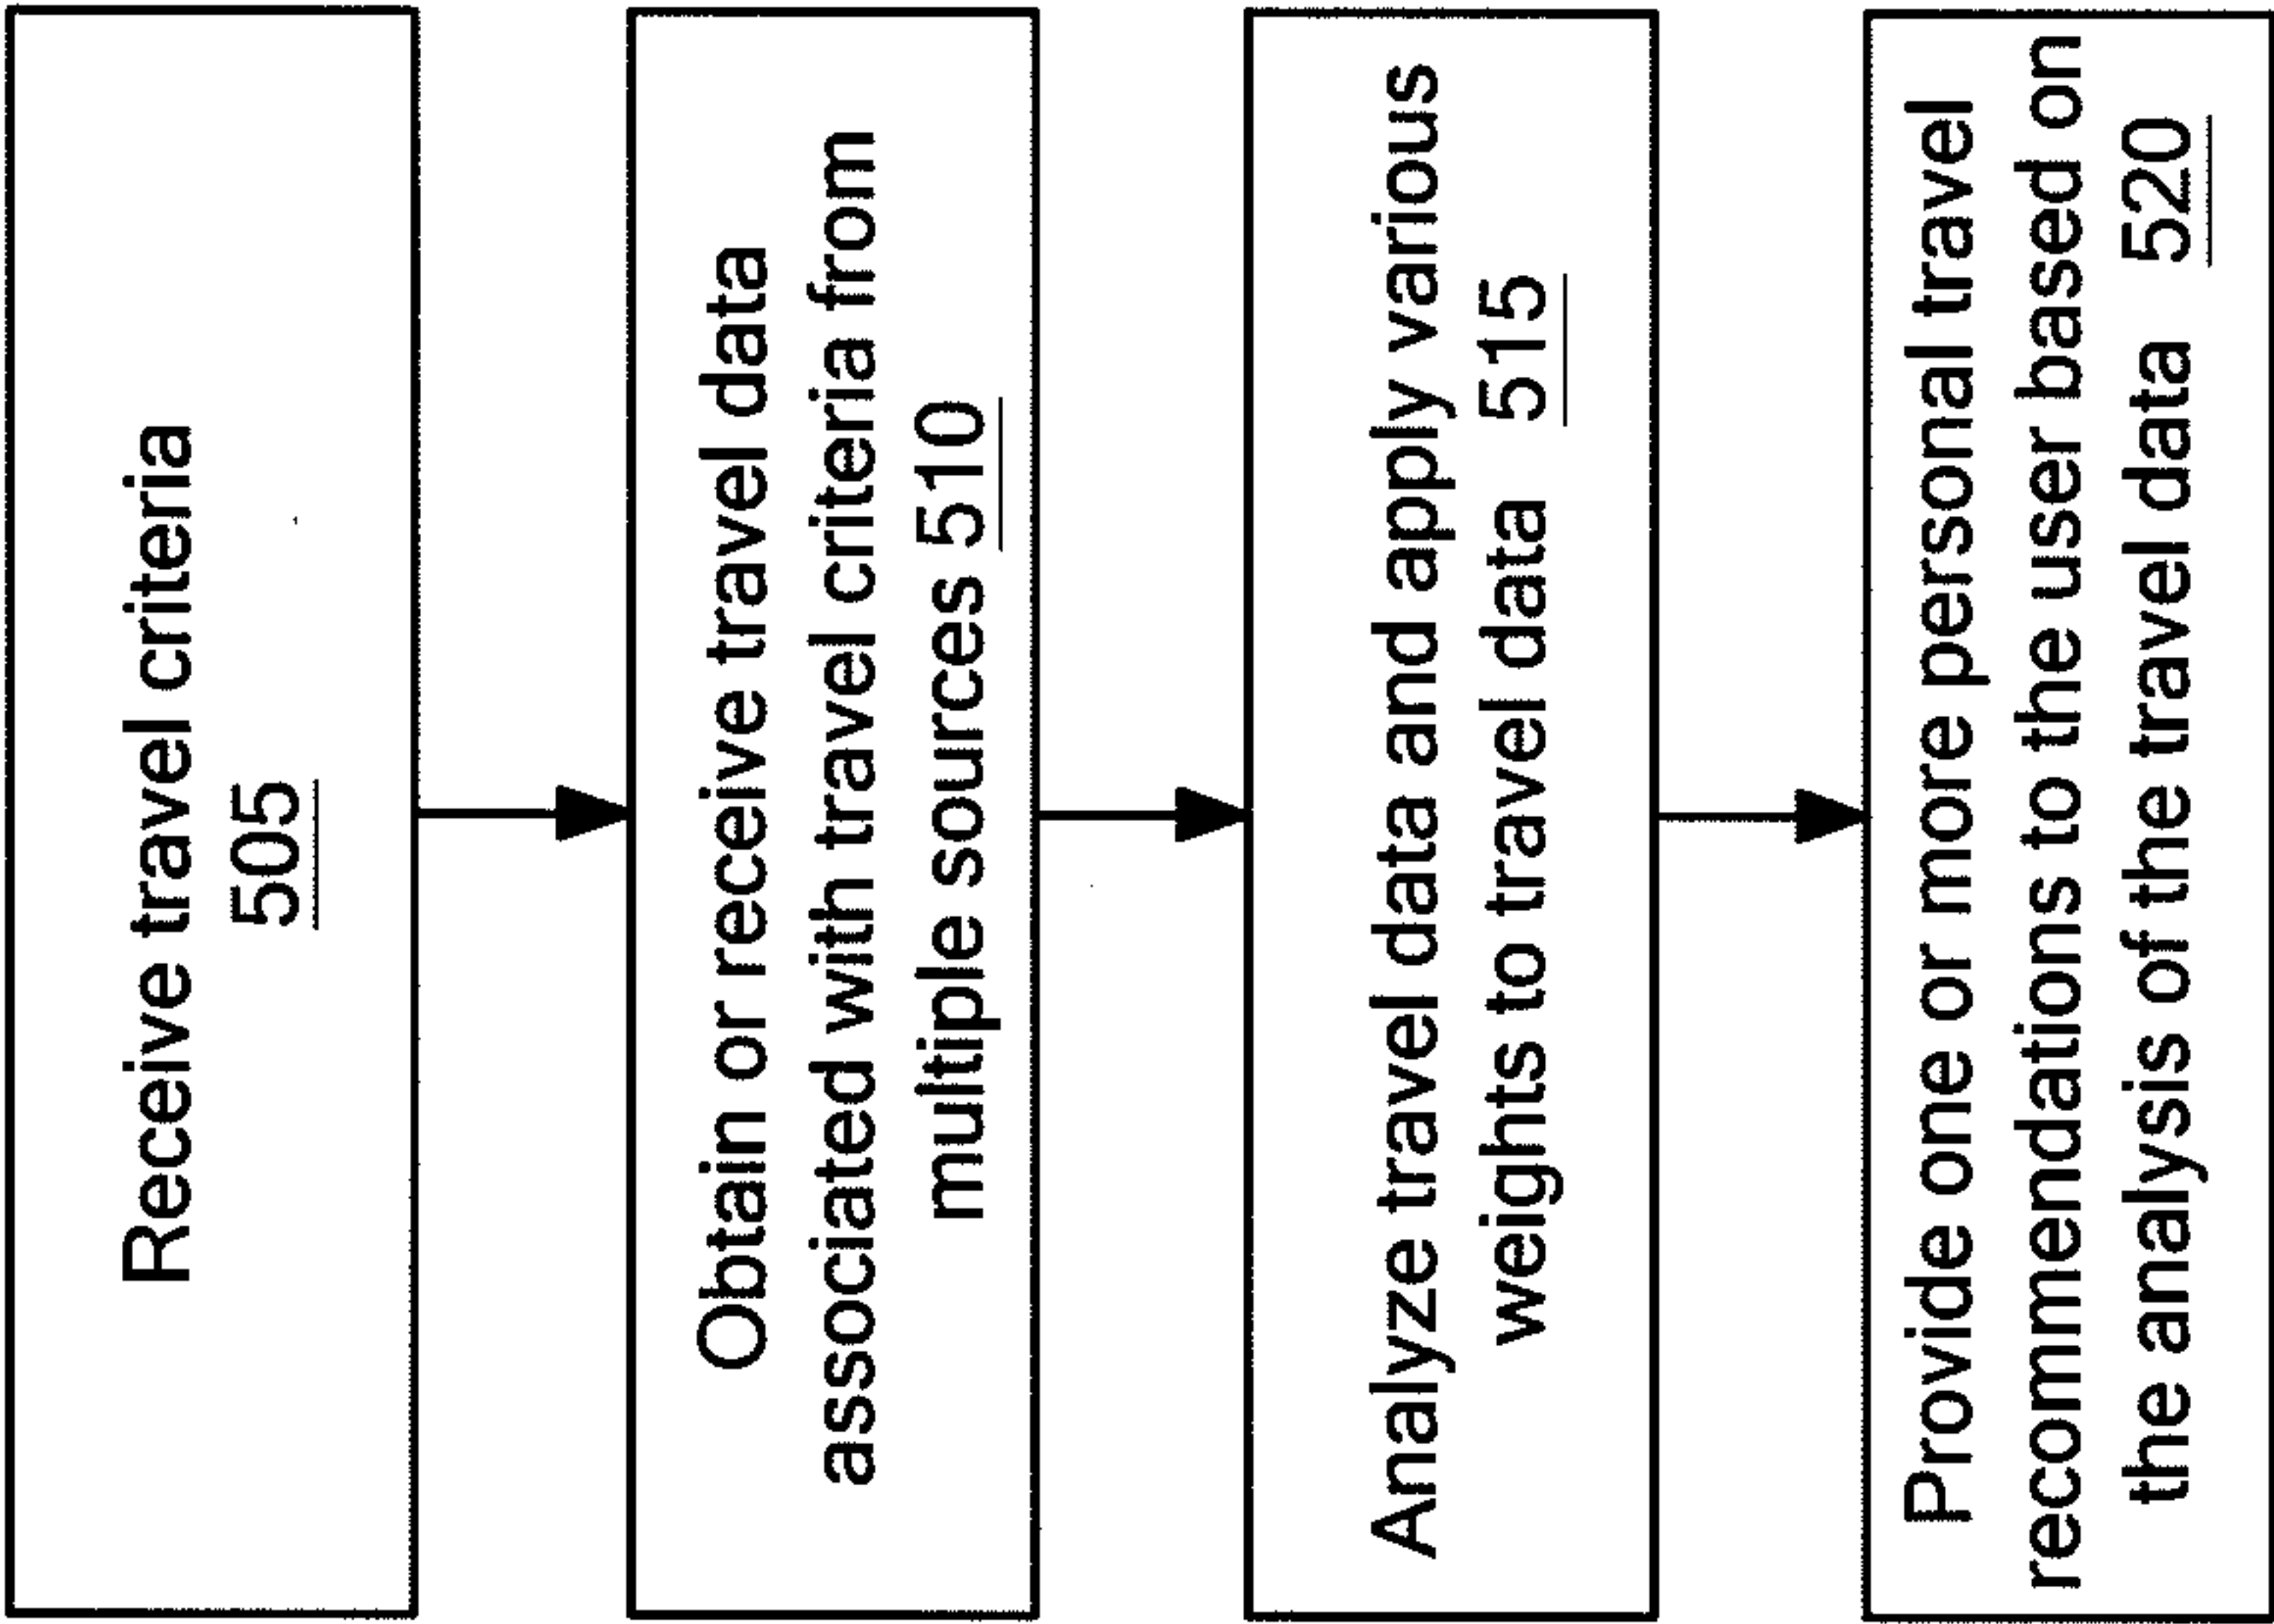 Receive travel criteria
505
Obtain or receive travel data
associated with travel criteria from
multiple sources 510
Analyze travel data and apply various
weights to travel data 515
Provide one or more personal travel
recommendations to the user based on
the analysis of the travel data 520